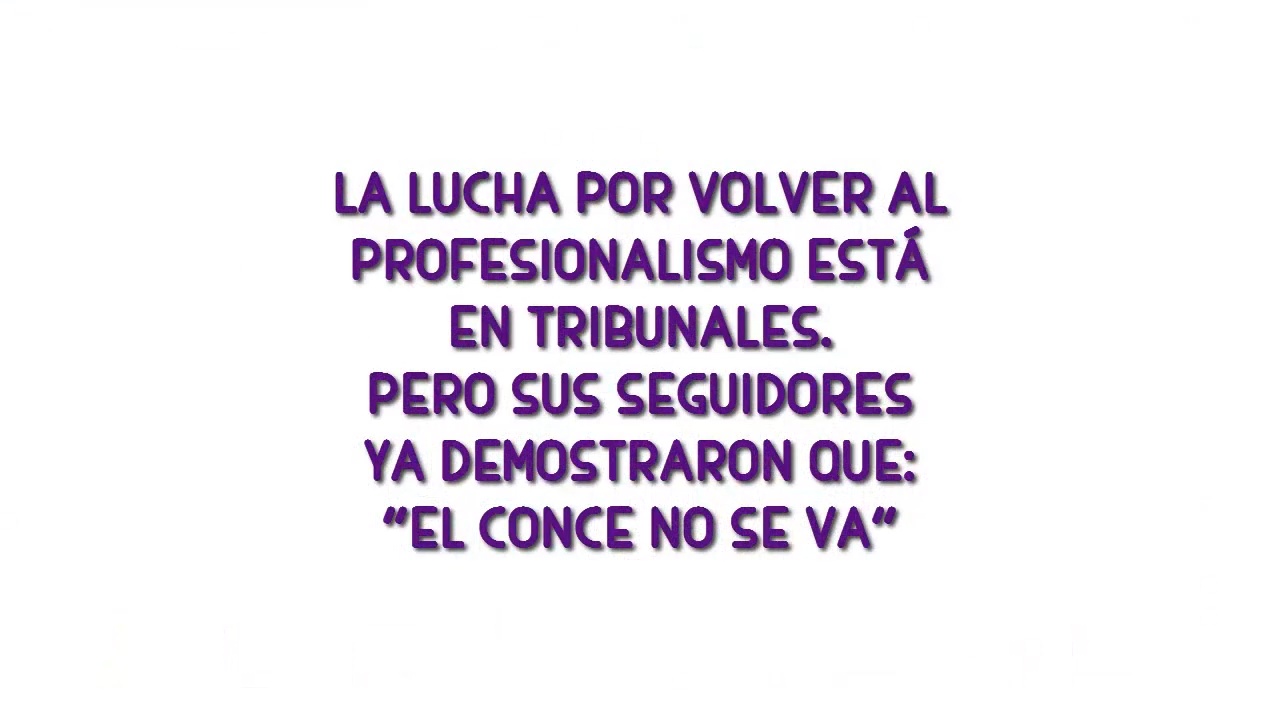 LA LUCHA POR VOLVER AL
PROFESIONALISMO ESTÁ
EN TRIBUNALES.
PERO SUS SEGUIDORES
YA DEMOSTRARON QUE:
"EL CONCE NO SE VA"